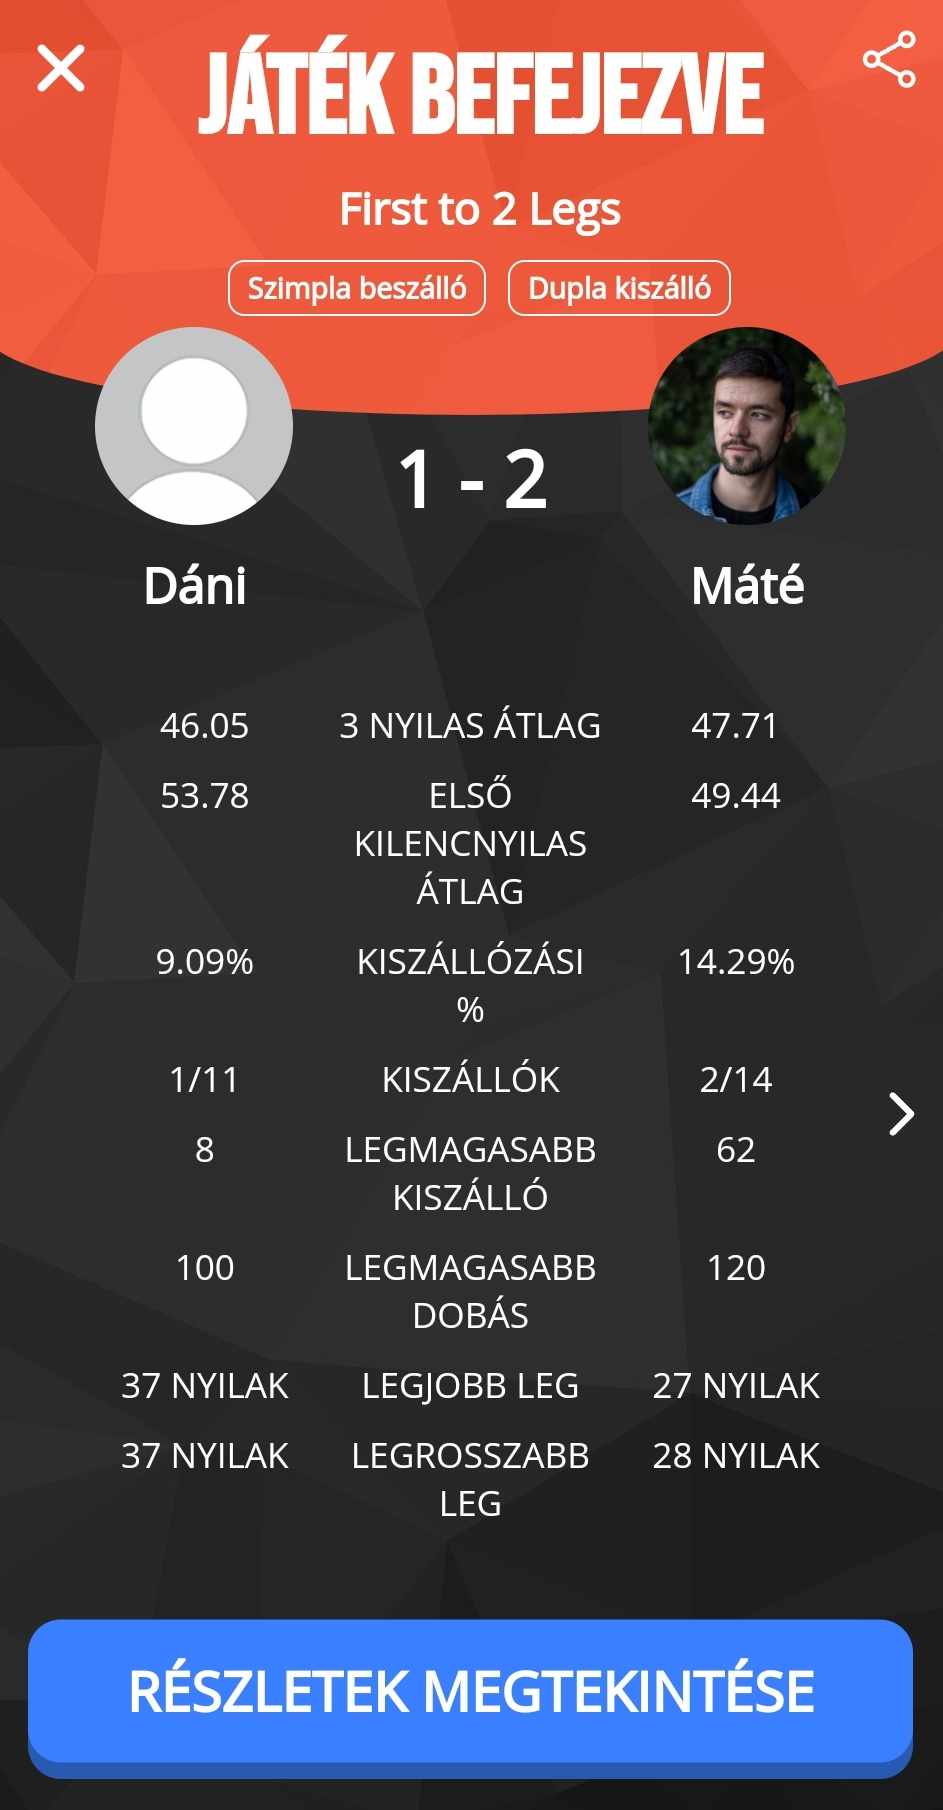 JÁTÉK BEFEJEZVE
First to 2 Legs
Szimpla beszálló Dupla kiszálló
1 - 2
Dáni Máté
46.05 3 NYILAS ÁTLAG 47.71
53.78 ELSŐ 49.44
KILENCNYILAS
ÁTLAG
9.09% KISZÁLLÓZÁSI 14.29%
%
1/11 KISZÁLLÓK 2/14
8 LEGMAGASABB 62
KISZÁLLÓ
100 LEGMAGASABB 120
DOBÁS
37 NYILAK LEGJOBB LEG 27 NYILAK
37 NYILAK LEGROSSZABB 28 NYILAK
LEG
RÉSZLETEK MEGTEKINTÉSE